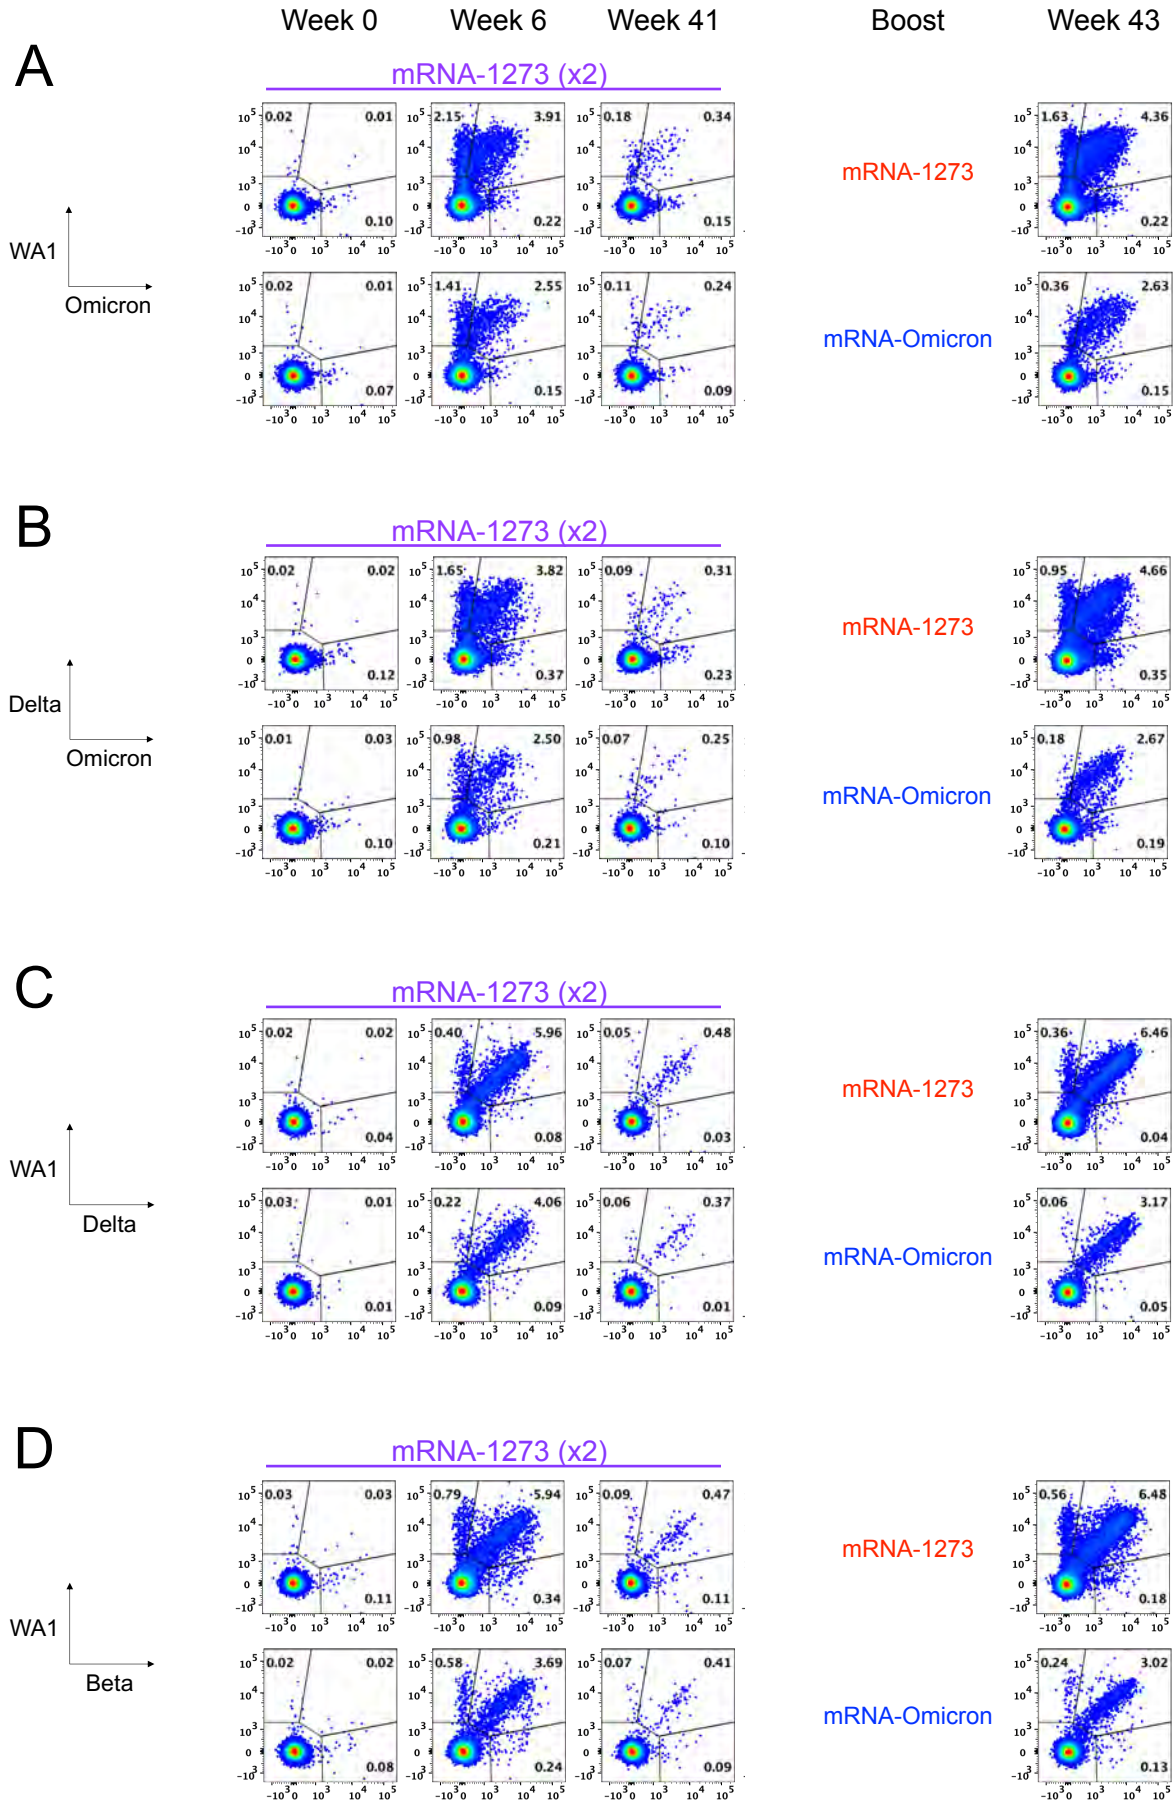 Week 0 Week 6 Week 41 Boost Week 43
A
mRNA-1273 (x2)
0.02 0.01 0.10
2.15 3.91 0.22
0.18 0.34 0.15
mRNA-1273
1.63 4.36 0.22
WA1
Omicron
0.02 0.01 0.07
1.41 2.55 0.15
0.11 0.24 0.09
mRNA-Omicron
0.36 2.63 0.15
B
mRNA-1273 (x2)
0.02 0.02 0.12
1.65 3.82 0.37
0.09 0.31 0.23
mRNA-1273
0.95 4.66 0.35
Delta
Omicron
0.01 0.03 0.10
0.98 2.50 0.21
0.07 0.25 0.10
mRNA-Omicron
0.18 2.67 0.19
C
mRNA-1273 (x2)
0.02 0.02 0.04
0.40 5.96 0.08
0.05 0.48 0.03
mRNA-1273
0.36 6.46 0.04
WA1
Delta
0.03 0.01 0.01
0.22 4.06 0.09
0.06 0.37 0.01
mRNA-Omicron
0.06 3.17 0.05
D
mRNA-1273 (x2)
0.03 0.03 0.11
0.79 5.94 0.34
0.09 0.47 0.11
mRNA-1273
0.56 6.48 0.18
WA1
Beta
0.02 0.02 0.08
0.58 3.69 0.24
0.07 0.41 0.09
mRNA-Omicron
0.24 3.02 0.13